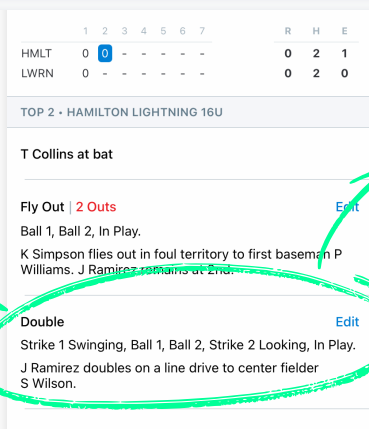 1 2 3 4 5 6 7 R H E
HMLT 0 0 - - - - - 0 2 1
LWRN 0 - - - - - - 0 2 0
TOP 2 • HAMILTON LIGHTNING 16U
T Collins at bat
Fly Out | 2 Outs Edit
Ball 1, Ball 2, In Play.
K Simpson flies out in foul territory to first baseman P
Williams. J Ramirez remains at 2nd.
Double Edit
Strike 1 Swinging, Ball 1, Ball 2, Strike 2 Looking, In Play.
J Ramirez doubles on a line drive to center fielder
S Wilson.